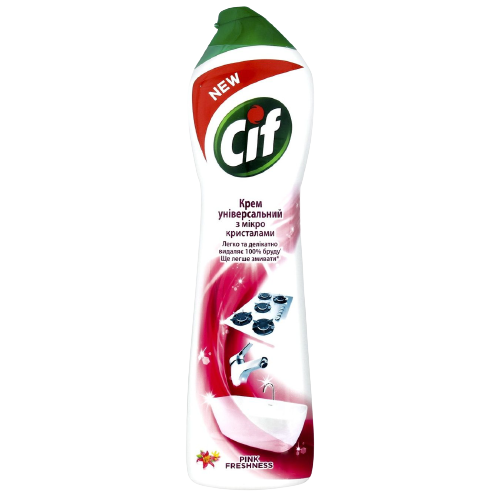 NEW
Cif
Крем
універсальний
з мікро
кристалами
Легко та делікатно
видаляє 100% бруду
Ще легше змивати*
PINK
FRESHNESS